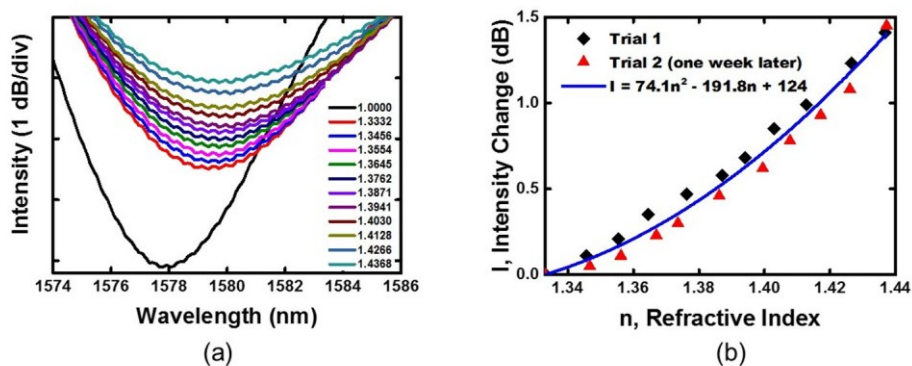 Intensity (1 dB/div)
1.0000
1.3332
1.3456
1.3554
1.3645
1.3762
1.3871
1.3941
1.4030
1.4128
1.4266
1.4368
1574 1576 1578 1580 1582 1584 1586
Wavelength (nm)
(a)
I, Intensity Change (dB)
1.5
1.0
0.5
0.0
Trial 1
Trial 2 (one week later)
I = 74.1n² - 191.8n + 124
1.34 1.36 1.38 1.40 1.42 1.44
n, Refractive Index
(b)